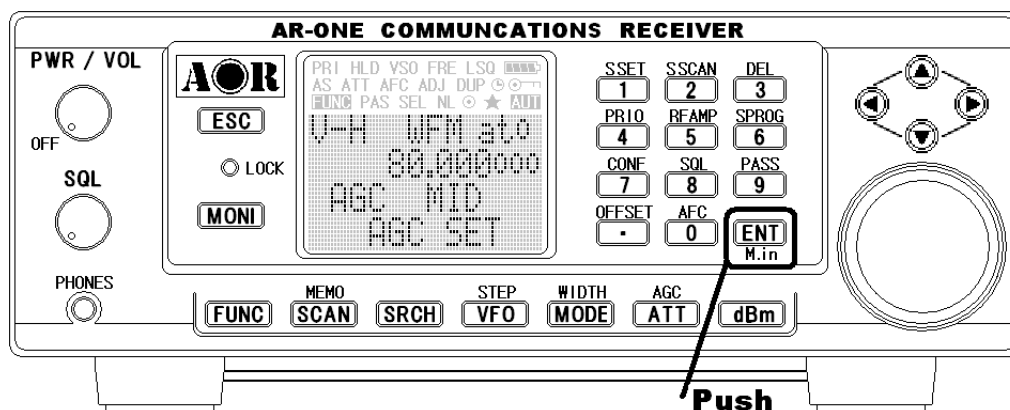 AR-ONE COMMUNCATIONS RECEIVER
PWR / VOL
OFF
SQL
PHONES
AOR
ESC
LOCK
MONI
PRI HLD VSO FRE LSQ
AS ATT AFC ADJ DUP
FUNC PAS SEL NL AUT
V-H WFM ato
80.000000
AGC MID
AGC SET
SSET SSCAN DEL
1 2 3
PRIO RFAMP SPROG
4 5 6
CONF SQL PASS
7 8 9
OFFSET AFC
. 0 ENT
M.in
MEMO STEP WIDTH AGC
FUNC SCAN SRCH VFO MODE ATT dBm
Push